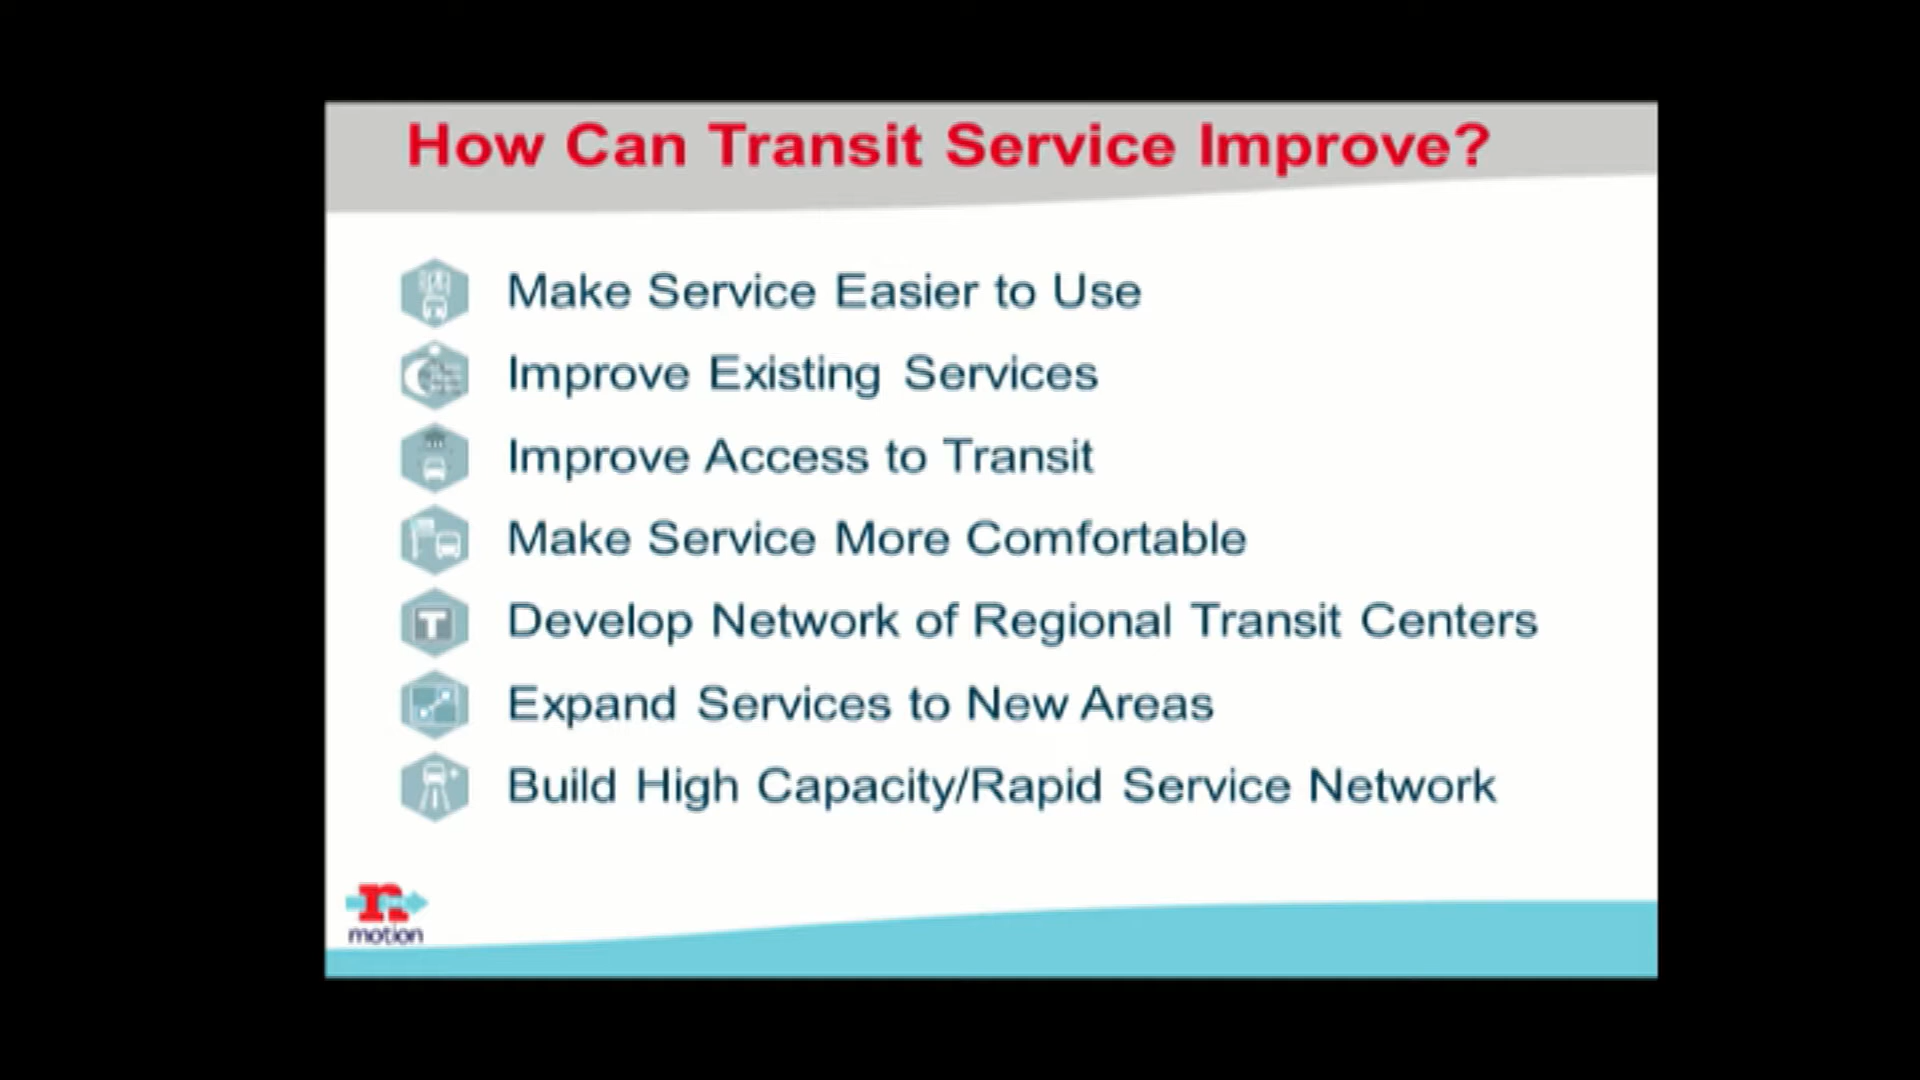 How Can Transit Service Improve?
Make Service Easier to Use
Improve Existing Services
Improve Access to Transit
Make Service More Comfortable
T
Develop Network of Regional Transit Centers
Expand Services to New Areas
Build High Capacity/Rapid Service Network
n
motion